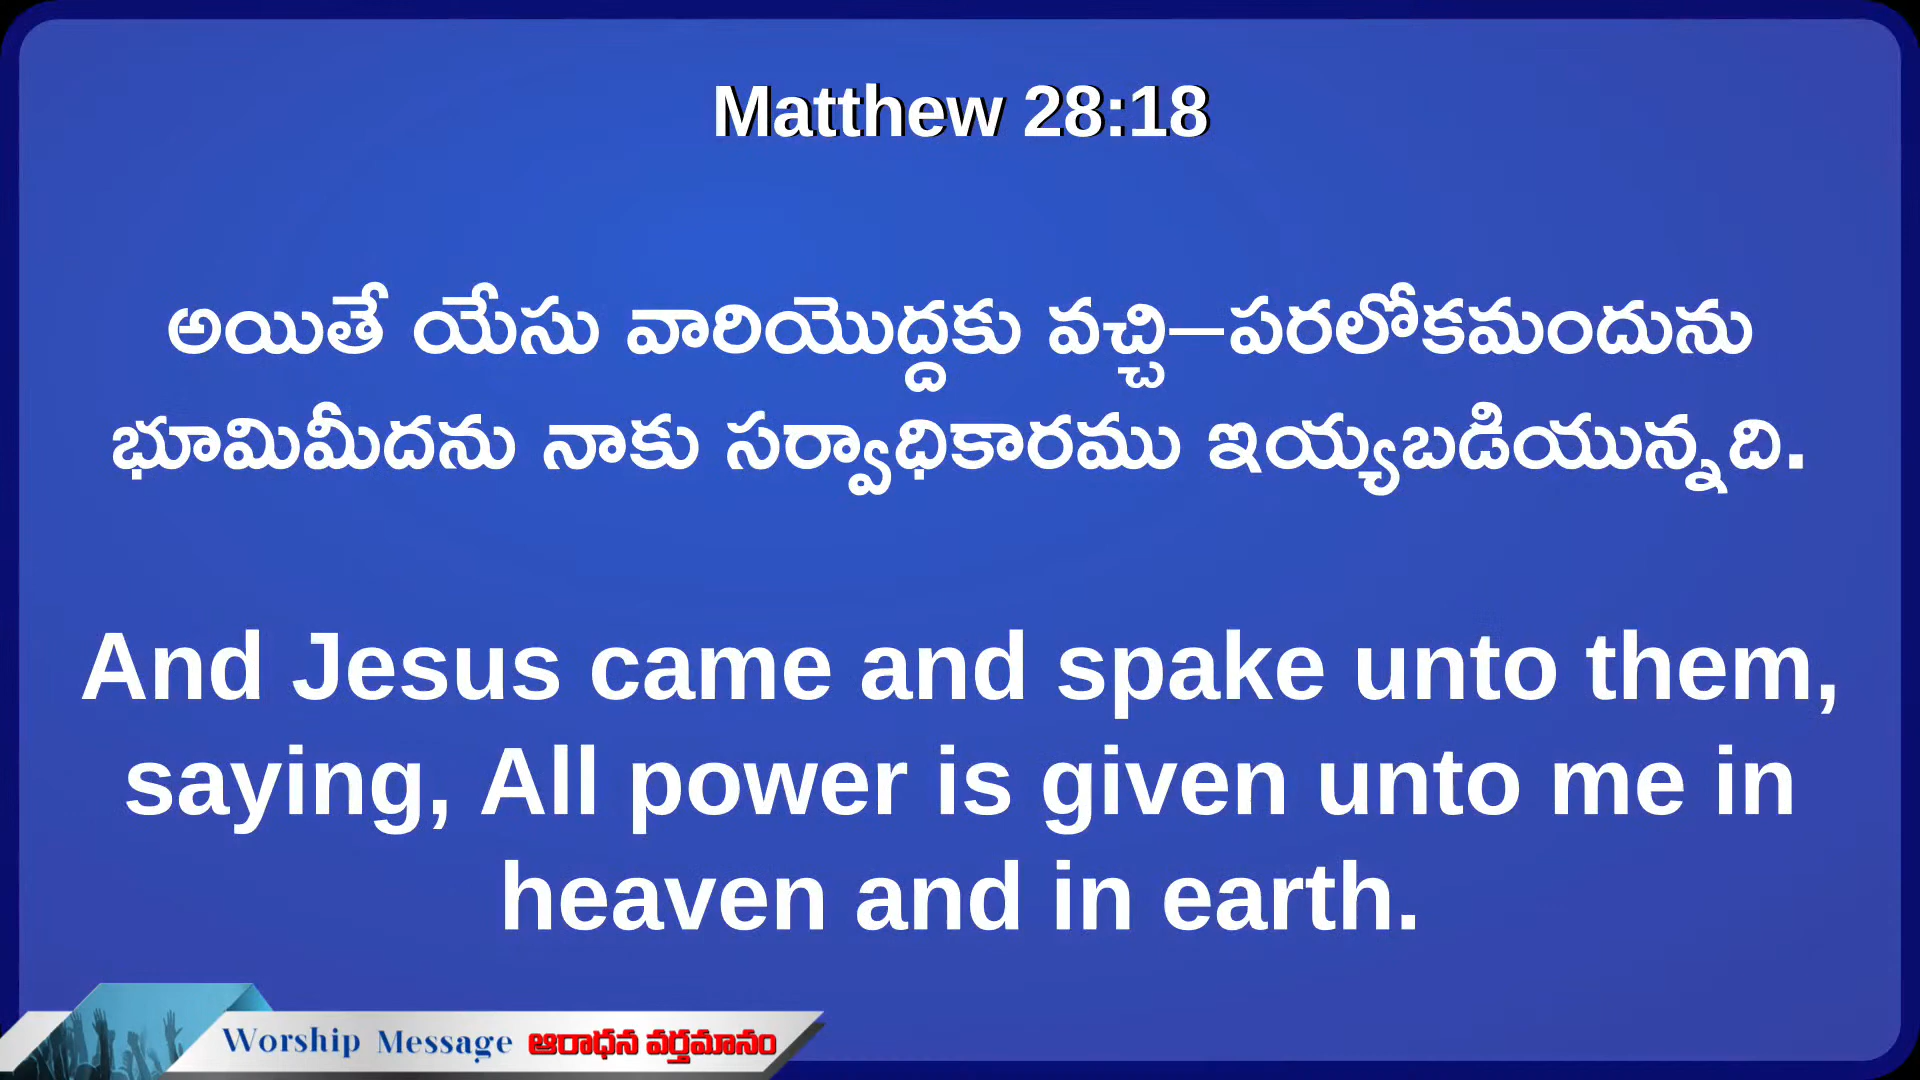 Matthew 28:18
అయితే యేసు వారియొద్దకు వచ్చి–పరలోకమందును
భూమిమీదను నాకు సర్వాధికారము ఇయ్యబడియున్నది.
And Jesus came and spake unto them,
saying, All power is given unto me in
heaven and in earth.
Worship Message ఆరాధన వర్తమానం